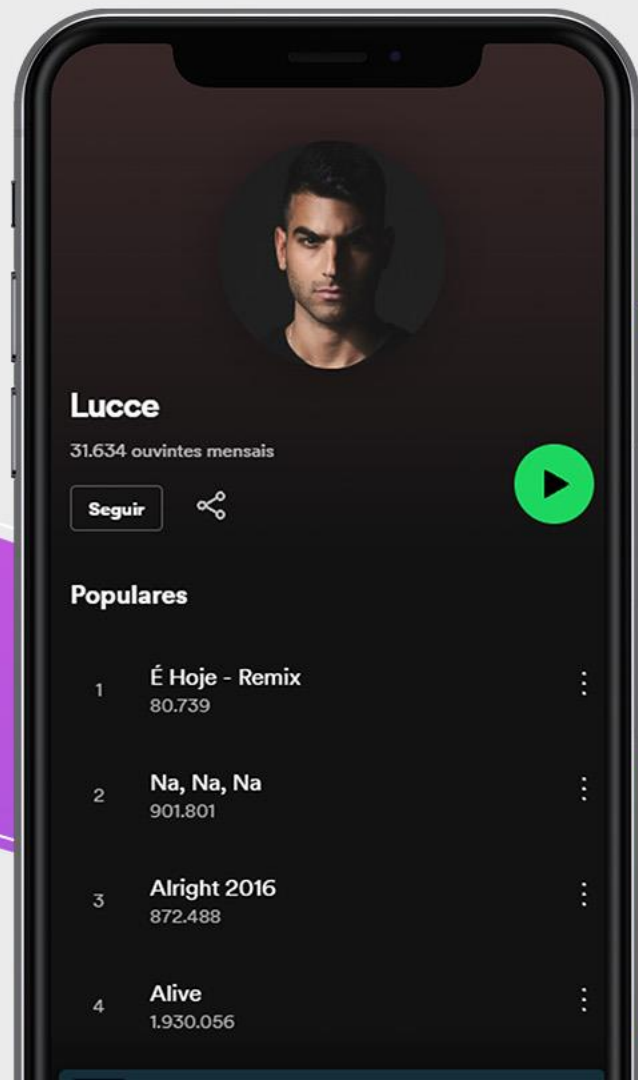 Lucce
31.634 ouvintes mensais
Seguir
Populares
1
É Hoje - Remix
80.739
2
Na, Na, Na
901.801
3
Alright 2016
872.488
4
Alive
1.930.056